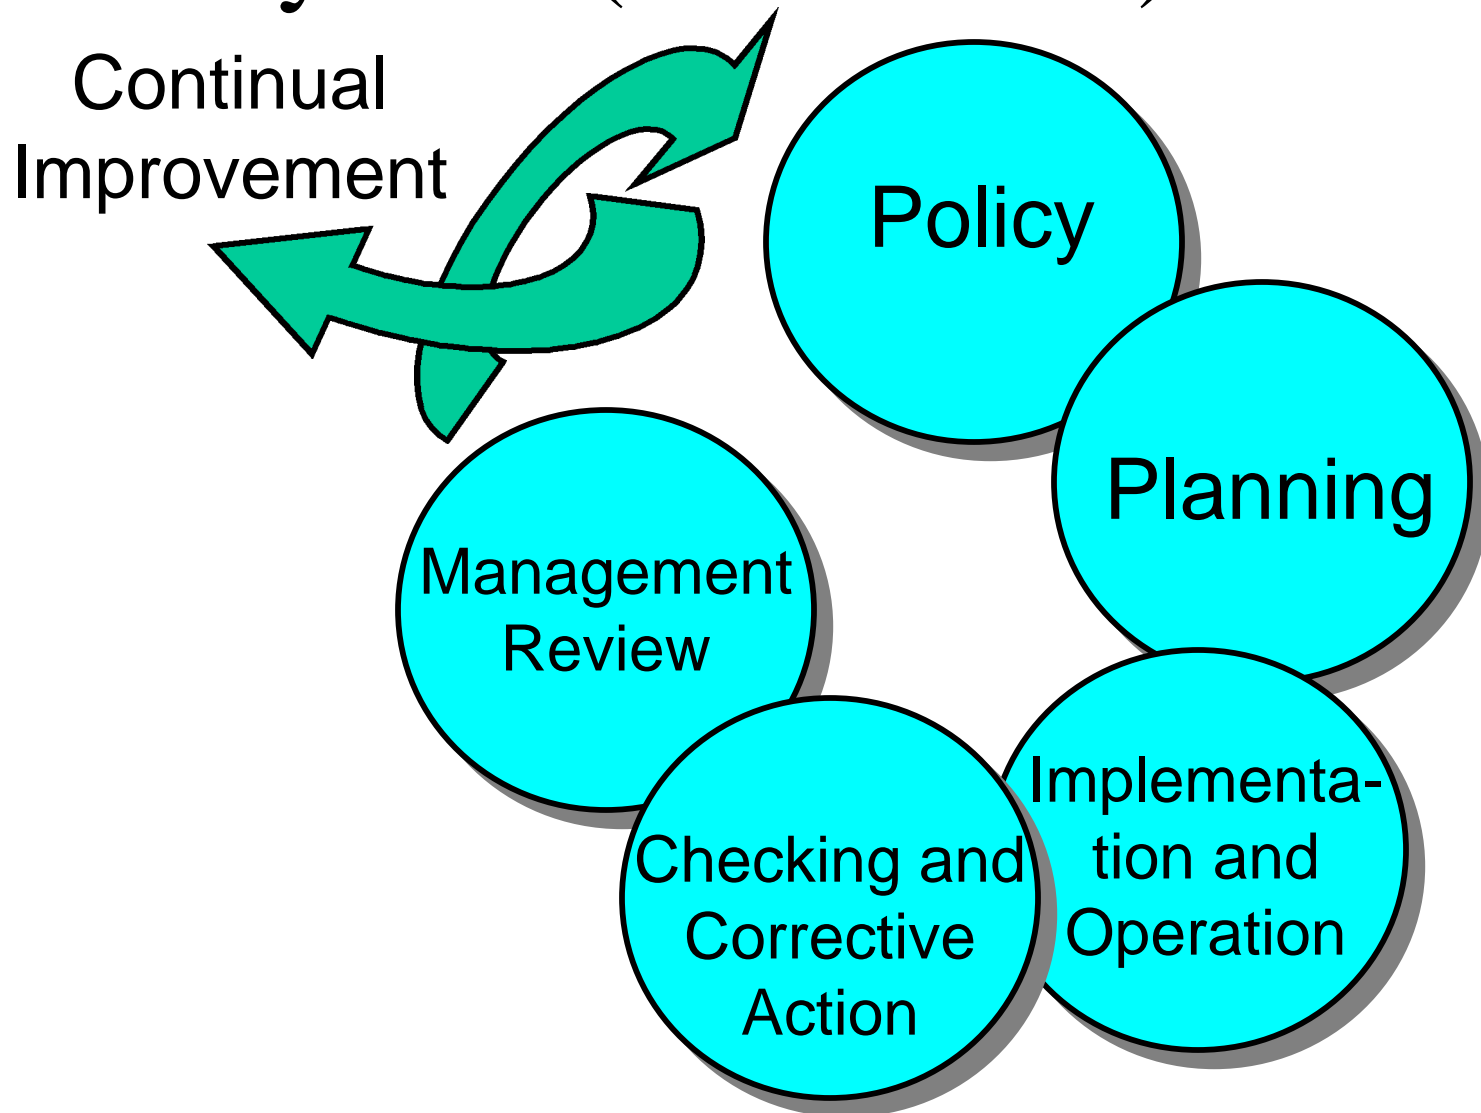 Continual
Improvement
Policy
Planning
Management
Review
Implementa-
tion and
Operation
Checking and
Corrective
Action